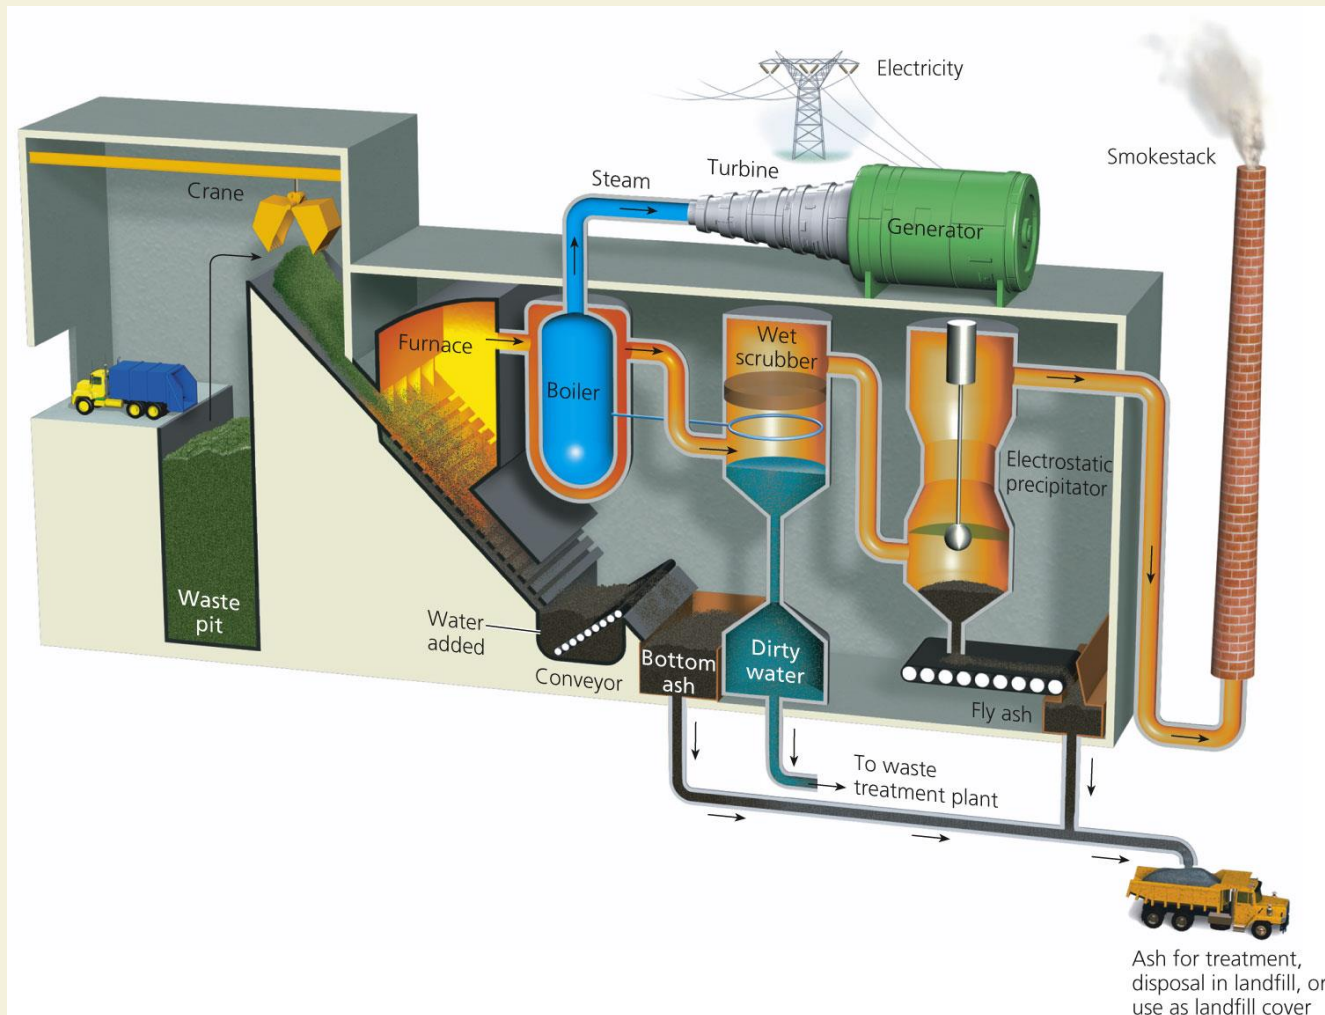 Electricity
Smokestack
Turbine
Steam
Crane
Generator
Wet
scrubber
Furnace
Boiler
Electrostatic
precipitator
Waste
pit
Water
added
Conveyor
Bottom
ash
Dirty
water
Fly ash
To waste
treatment plant
Ash for treatment,
disposal in landfill, or
use as landfill cover